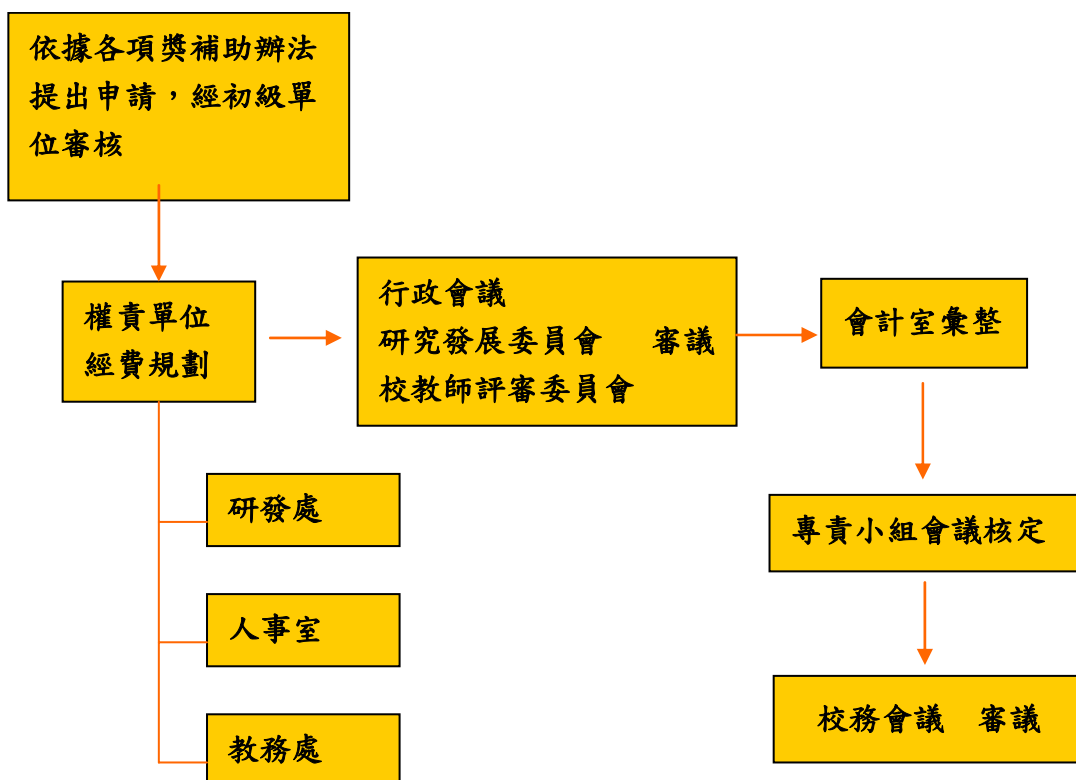 依據各項獎補助辦法
提出申請，經初級單
位審核
權責單位
經費規劃
行政會議
研究發展委員會　審議
校教師評審委員會
會計室彙整
研發處
專責小組會議核定
人事室
校務會議　審議
教務處